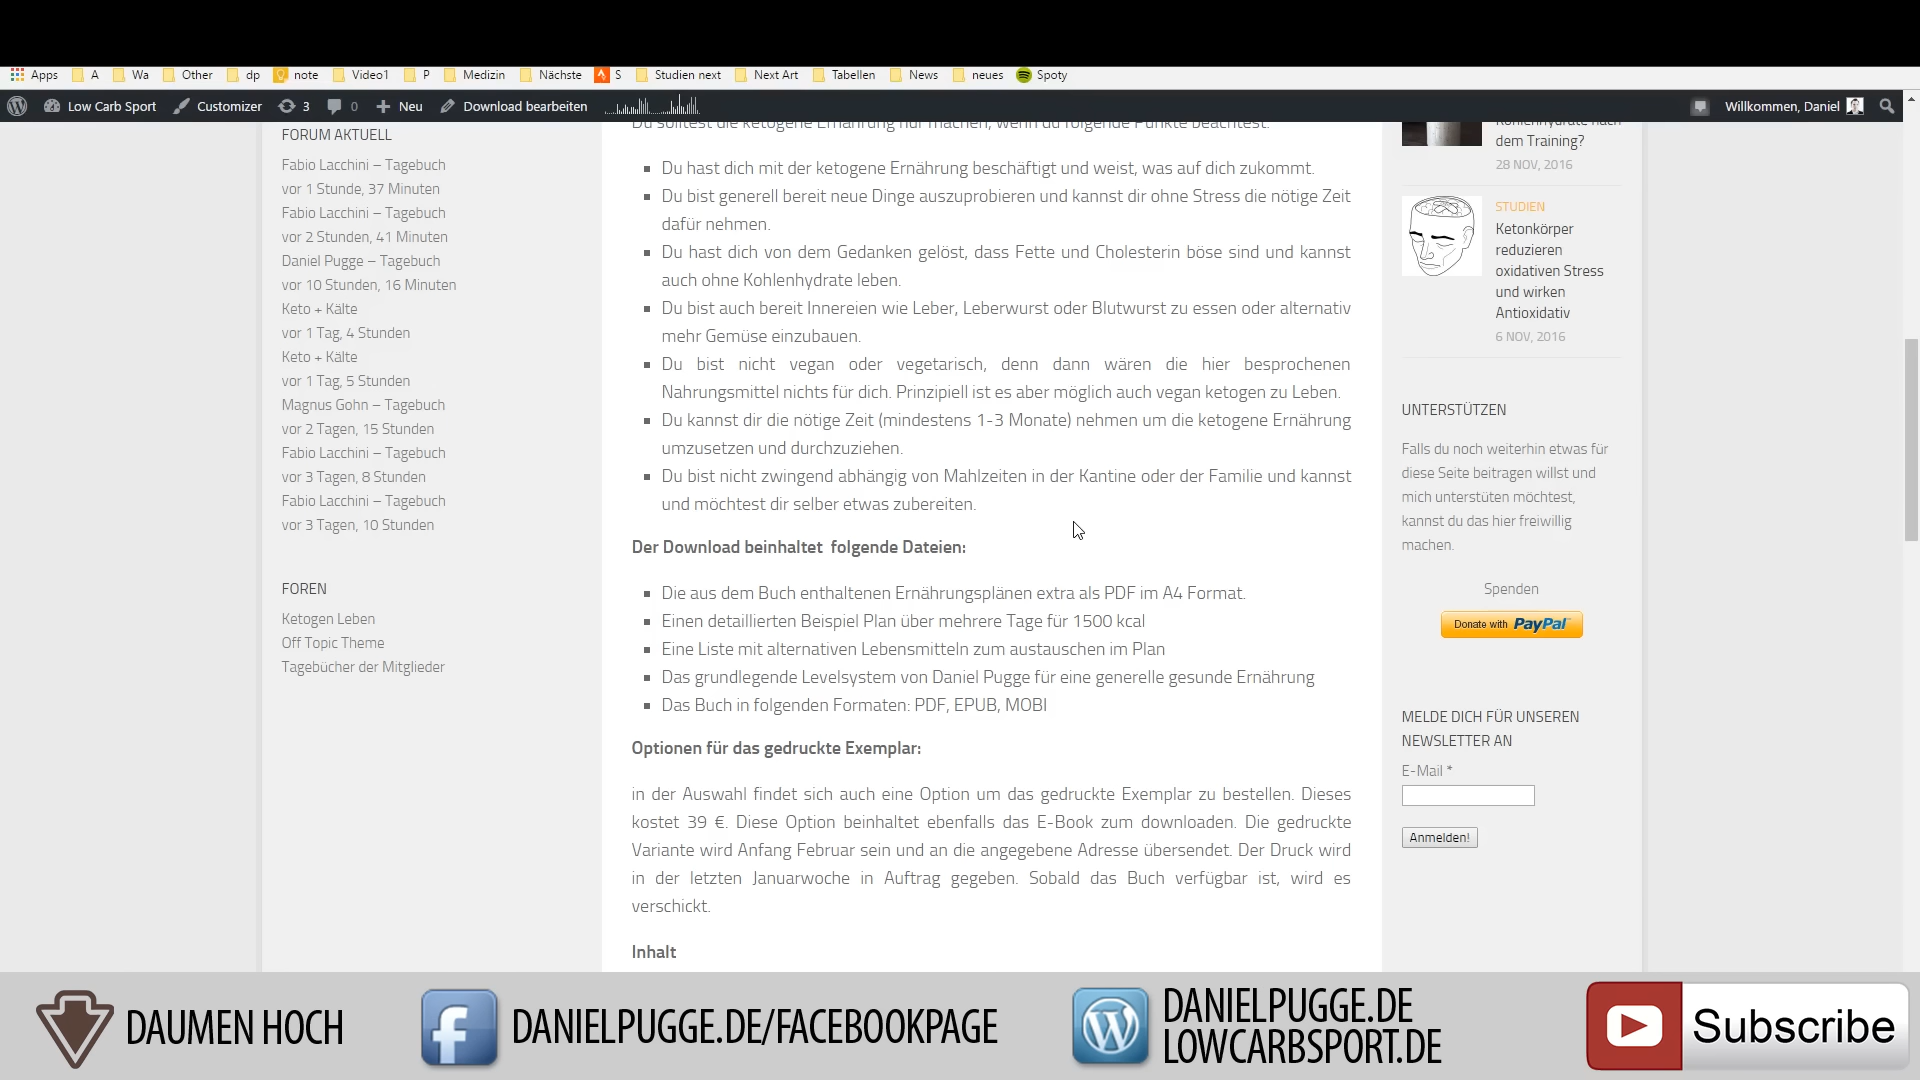 Apps A Wa Other dp note Video1 P Medizin Nächste S Studien next Next Art Tabellen News neues Spoty
Low Carb Sport Customizer 3 0 Neu Download bearbeiten Willkommen, Daniel
FORUM AKTUELL
Fabio Lacchini – Tagebuch
vor 1 Stunde, 37 Minuten
Fabio Lacchini – Tagebuch
vor 2 Stunden, 41 Minuten
Daniel Pugge – Tagebuch
vor 10 Stunden, 16 Minuten
Keto + Kälte
vor 1 Tag, 4 Stunden
Keto + Kälte
vor 1 Tag, 5 Stunden
Magnus Gohn – Tagebuch
vor 2 Tagen, 15 Stunden
Fabio Lacchini – Tagebuch
vor 3 Tagen, 8 Stunden
Fabio Lacchini – Tagebuch
vor 3 Tagen, 10 Stunden
FOREN
Ketogen Leben
Off Topic Theme
Tagebücher der Mitglieder
Du solltest die ketogene Ernährung nur machen, wenn du folgende Punkte beachtest:
Du hast dich mit der ketogene Ernährung beschäftigt und weist, was auf dich zukommt.
Du bist generell bereit neue Dinge auszuprobieren und kannst dir ohne Stress die nötige Zeit
dafür nehmen.
Du hast dich von dem Gedanken gelöst, dass Fette und Cholesterin böse sind und kannst
auch ohne Kohlenhydrate leben.
Du bist auch bereit Innereien wie Leber, Leberwurst oder Blutwurst zu essen oder alternativ
mehr Gemüse einzubauen.
Du bist nicht vegan oder vegetarisch, denn dann wären die hier besprochenen
Nahrungsmittel nichts für dich. Prinzipiell ist es aber möglich auch vegan ketogen zu Leben.
Du kannst dir die nötige Zeit (mindestens 1-3 Monate) nehmen um die ketogene Ernährung
umzusetzen und durchzuziehen.
Du bist nicht zwingend abhängig von Mahlzeiten in der Kantine oder der Familie und kannst
und möchtest dir selber etwas zubereiten.
Der Download beinhaltet folgende Dateien:
Die aus dem Buch enthaltenen Ernährungsplänen extra als PDF im A4 Format.
Einen detaillierten Beispiel Plan über mehrere Tage für 1500 kcal
Eine Liste mit alternativen Lebensmitteln zum austauschen im Plan
Das grundlegende Levelsystem von Daniel Pugge für eine generelle gesunde Ernährung
Das Buch in folgenden Formaten: PDF, EPUB, MOBI
Optionen für das gedruckte Exemplar:
in der Auswahl findet sich auch eine Option um das gedruckte Exemplar zu bestellen. Dieses
kostet 39 €. Diese Option beinhaltet ebenfalls das E-Book zum downloaden. Die gedruckte
Variante wird Anfang Februar sein und an die angegebene Adresse übersendet. Der Druck wird
in der letzten Januarwoche in Auftrag gegeben. Sobald das Buch verfügbar ist, wird es
verschickt.
Inhalt
Kohlenhydrate nach
dem Training?
28 NOV, 2016
STUDIEN
Ketonkörper
reduzieren
oxidativen Stress
und wirken
Antioxidativ
6 NOV, 2016
UNTERSTÜTZEN
Falls du noch weiterhin etwas für
diese Seite beitragen willst und
mich unterstüten möchtest,
kannst du das hier freiwillig
machen.
Spenden
Donate with PayPal
MELDE DICH FÜR UNSEREN
NEWSLETTER AN
E-Mail *
Anmelden!
DAUMEN HOCH
DANIELPUGGE.DE/FACEBOOKPAGE
DANIELPUGGE.DE
LOWCARBSPORT.DE
Subscribe